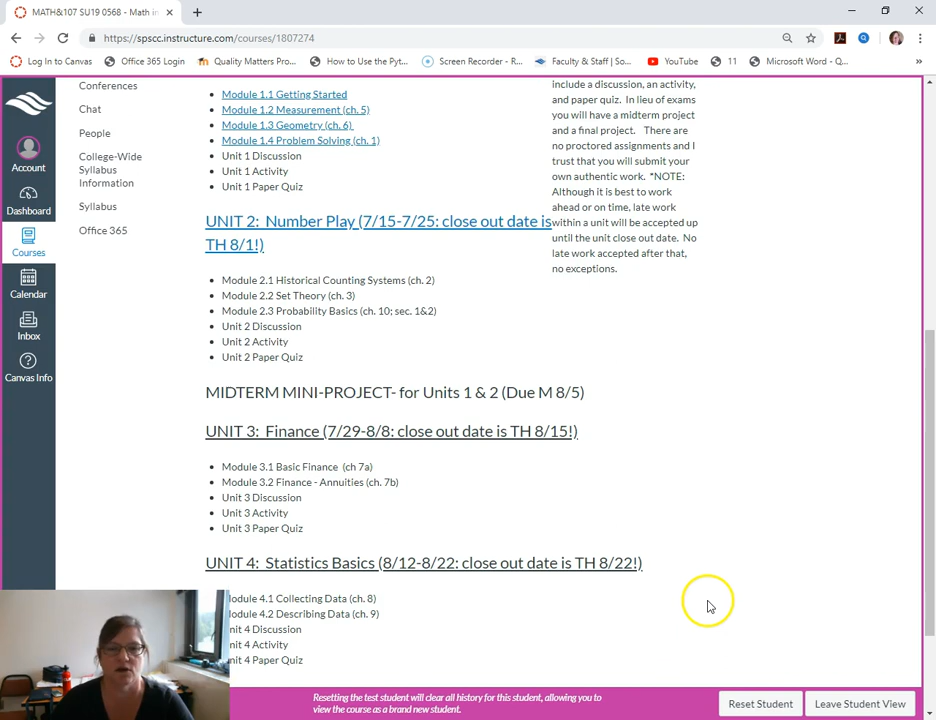 MATH&107 SU19 0568 - Math in
https://spscc.instructure.com/courses/1807274
Log In to Canvas
Office 365 Login
Quality Matters Pro...
How to Use the Pyt...
Screen Recorder - R...
Faculty & Staff | So...
YouTube
11
Microsoft Word - Q...
»
Account
Dashboard
Courses
Calendar
Inbox
Canvas Info
Conferences
Chat
People
College-Wide
Syllabus
Information
Syllabus
Office 365
Module 1.1 Getting Started
Module 1.2 Measurement (ch. 5)
Module 1.3 Geometry (ch. 6)
Module 1.4 Problem Solving (ch. 1)
Unit 1 Discussion
Unit 1 Activity
Unit 1 Paper Quiz
UNIT 2: Number Play (7/15-7/25: close out date is
TH 8/1!)
Module 2.1 Historical Counting Systems (ch. 2)
Module 2.2 Set Theory (ch. 3)
Module 2.3 Probability Basics (ch. 10; sec. 1&2)
Unit 2 Discussion
Unit 2 Activity
Unit 2 Paper Quiz
MIDTERM MINI-PROJECT- for Units 1 & 2 (Due M 8/5)
UNIT 3: Finance (7/29-8/8: close out date is TH 8/15!)
Module 3.1 Basic Finance (ch 7a)
Module 3.2 Finance - Annuities (ch. 7b)
Unit 3 Discussion
Unit 3 Activity
Unit 3 Paper Quiz
UNIT 4: Statistics Basics (8/12-8/22: close out date is TH 8/22!)
odule 4.1 Collecting Data (ch. 8)
odule 4.2 Describing Data (ch. 9)
nit 4 Discussion
nit 4 Activity
nit 4 Paper Quiz
include a discussion, an activity,
and paper quiz. In lieu of exams
you will have a midterm project
and a final project. There are
no proctored assignments and I
trust that you will submit your
own authentic work. *NOTE:
Although it is best to work
ahead or on time, late work
within a unit will be accepted up
until the unit close out date. No
late work accepted after that,
no exceptions.
Resetting the test student will clear all history for this student, allowing you to
view the course as a brand new student.
Reset Student
Leave Student View